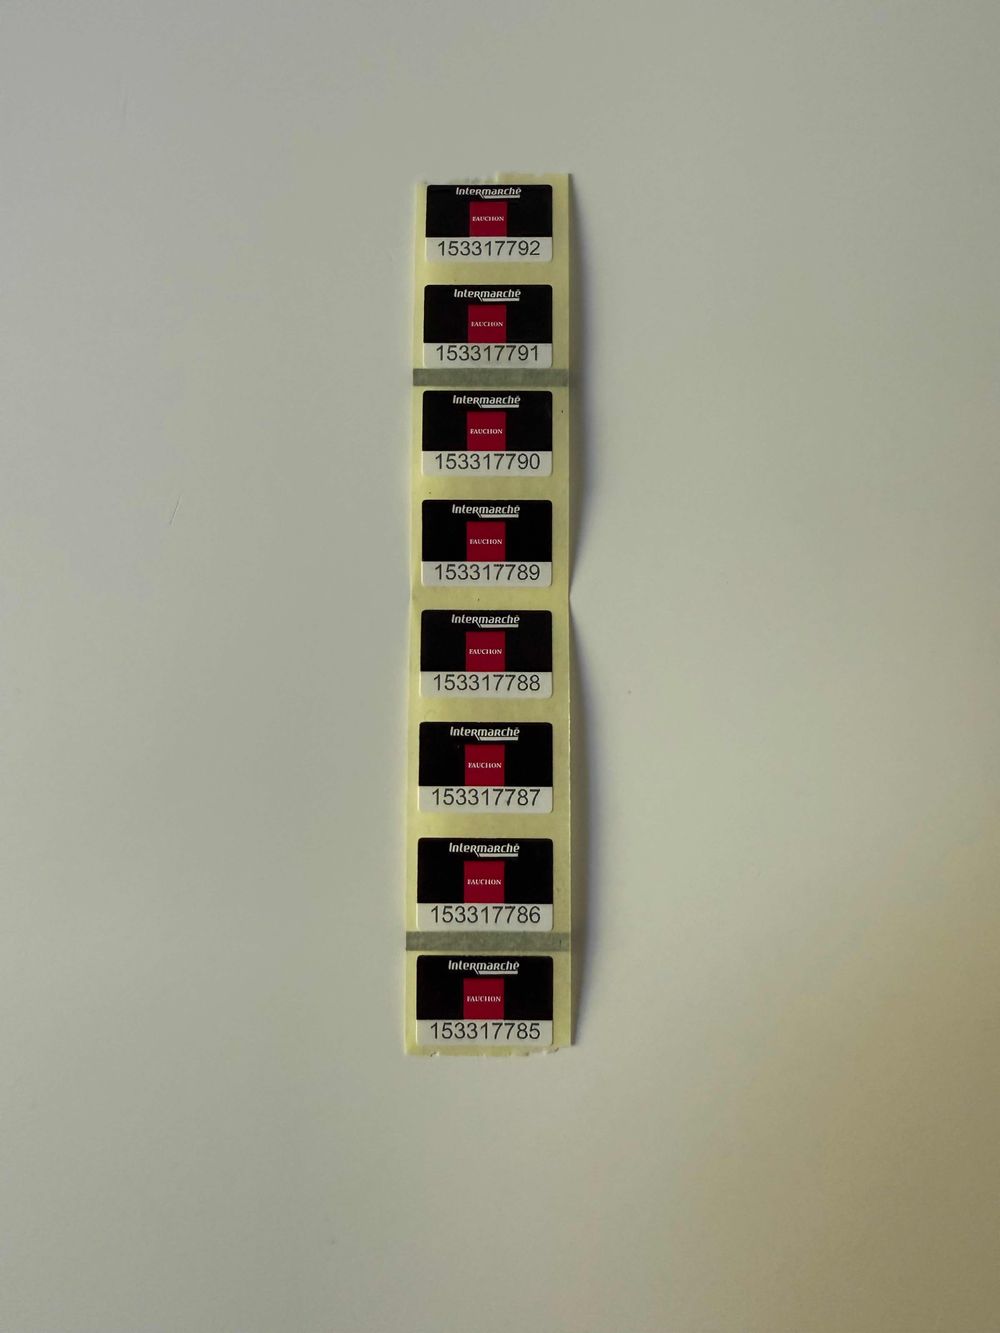 Intermarché
FAUCHON
153317792
Intermarché
FAUCHON
153317791
Intermarché
FAUCHON
153317790
Intermarché
FAUCHON
153317789
Intermarché
FAUCHON
153317788
Intermarché
FAUCHON
153317787
Intermarché
FAUCHON
153317786
Intermarché
FAUCHON
153317785